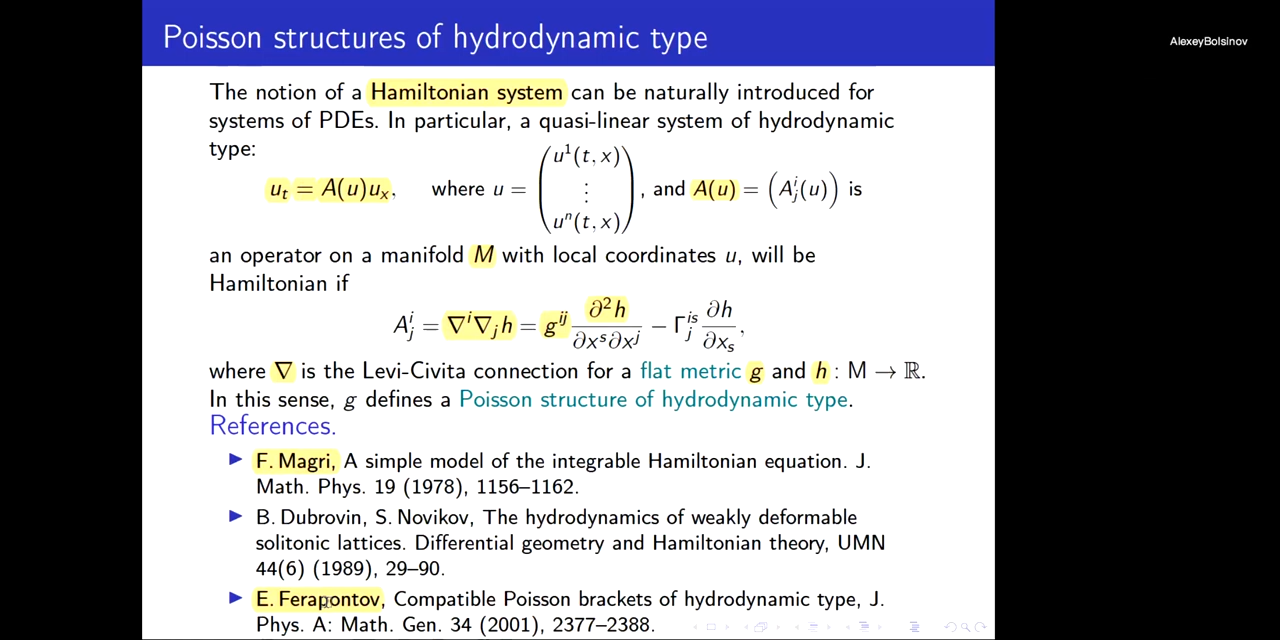 Poisson structures of hydrodynamic type
AlexeyBolsinov
The notion of a Hamiltonian system can be naturally introduced for
systems of PDEs. In particular, a quasi-linear system of hydrodynamic
type:
u_t = A(u)u_x, where u = (u^1(t, x) ⋮ u^n(t, x)), and A(u) = (A^i_j(u)) is
an operator on a manifold M with local coordinates u, will be
Hamiltonian if
A^i_j = ∇^i∇_j h = g^{ij} ∂²h/∂x^s∂x^j − Γ^{is}_j ∂h/∂x_s,
where ∇ is the Levi-Civita connection for a flat metric g and h : M → ℝ.
In this sense, g defines a Poisson structure of hydrodynamic type.
References.
▶ F. Magri, A simple model of the integrable Hamiltonian equation. J.
Math. Phys. 19 (1978), 1156–1162.
▶ B. Dubrovin, S. Novikov, The hydrodynamics of weakly deformable
solitonic lattices. Differential geometry and Hamiltonian theory, UMN
44(6) (1989), 29–90.
▶ E. Ferapontov, Compatible Poisson brackets of hydrodynamic type, J.
Phys. A: Math. Gen. 34 (2001), 2377–2388.